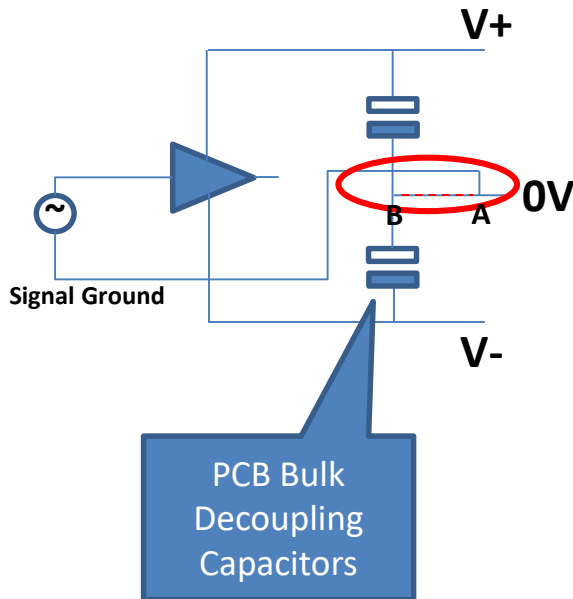 V+
~
B
A
0V
Signal Ground
V-
PCB Bulk
Decoupling
Capacitors